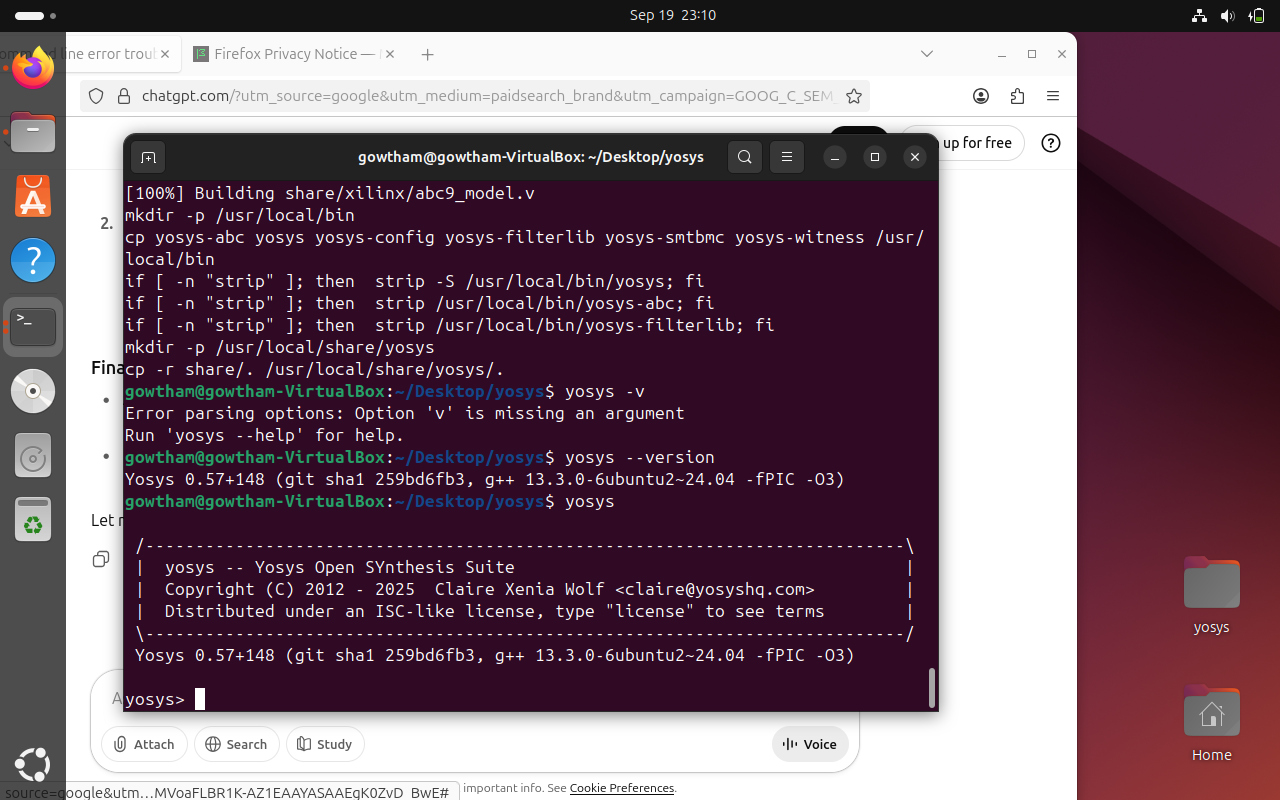 Sep 19 23:10
line error trou
Firefox Privacy Notice —
chatgpt.com/?utm_source=google&utm_medium=paidsearch_brand&utm_campaign=GOOG_C_SEM_
up for free
gowtham@gowtham-VirtualBox: ~/Desktop/yosys
[100%] Building share/xilinx/abc9_model.v
mkdir -p /usr/local/bin
cp yosys-abc yosys yosys-config yosys-filterlib yosys-smtbmc yosys-witness /usr/
local/bin
if [ -n "strip" ]; then  strip -S /usr/local/bin/yosys; fi
if [ -n "strip" ]; then  strip /usr/local/bin/yosys-abc; fi
if [ -n "strip" ]; then  strip /usr/local/bin/yosys-filterlib; fi
mkdir -p /usr/local/share/yosys
cp -r share/. /usr/local/share/yosys/.
gowtham@gowtham-VirtualBox:~/Desktop/yosys$ yosys -v
Error parsing options: Option 'v' is missing an argument
Run 'yosys --help' for help.
gowtham@gowtham-VirtualBox:~/Desktop/yosys$ yosys --version
Yosys 0.57+148 (git sha1 259bd6fb3, g++ 13.3.0-6ubuntu2~24.04 -fPIC -O3)
gowtham@gowtham-VirtualBox:~/Desktop/yosys$ yosys
/----------------------------------------------------------------------------\
|  yosys -- Yosys Open SYnthesis Suite                                       |
|  Copyright (C) 2012 - 2025  Claire Xenia Wolf <claire@yosyshq.com>         |
|  Distributed under an ISC-like license, type "license" to see terms        |
\----------------------------------------------------------------------------/
Yosys 0.57+148 (git sha1 259bd6fb3, g++ 13.3.0-6ubuntu2~24.04 -fPIC -O3)
yosys>
2.
Fina
Let
Attach
Search
Study
Voice
important info. See Cookie Preferences.
source=google&utm…MVoaFLBR1K-AZ1EAAYASAAEgK0ZvD_BwE#
yosys
Home